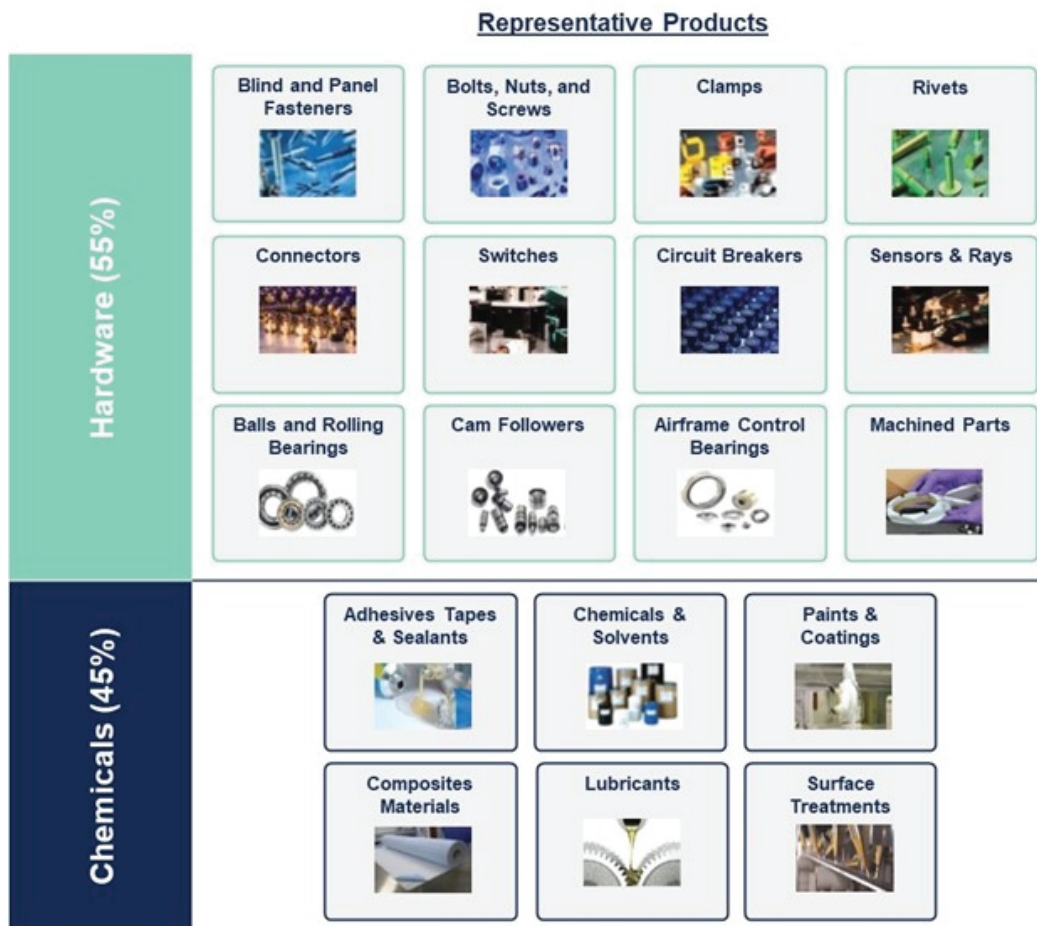 Representative Products
Hardware (55%)
Blind and Panel
Fasteners
Bolts, Nuts, and
Screws
Clamps
Rivets
Connectors
Switches
Circuit Breakers
Sensors & Rays
Balls and Rolling
Bearings
Cam Followers
Airframe Control
Bearings
Machined Parts
Chemicals (45%)
Adhesives Tapes
& Sealants
Chemicals &
Solvents
Paints &
Coatings
Composites
Materials
Lubricants
Surface
Treatments